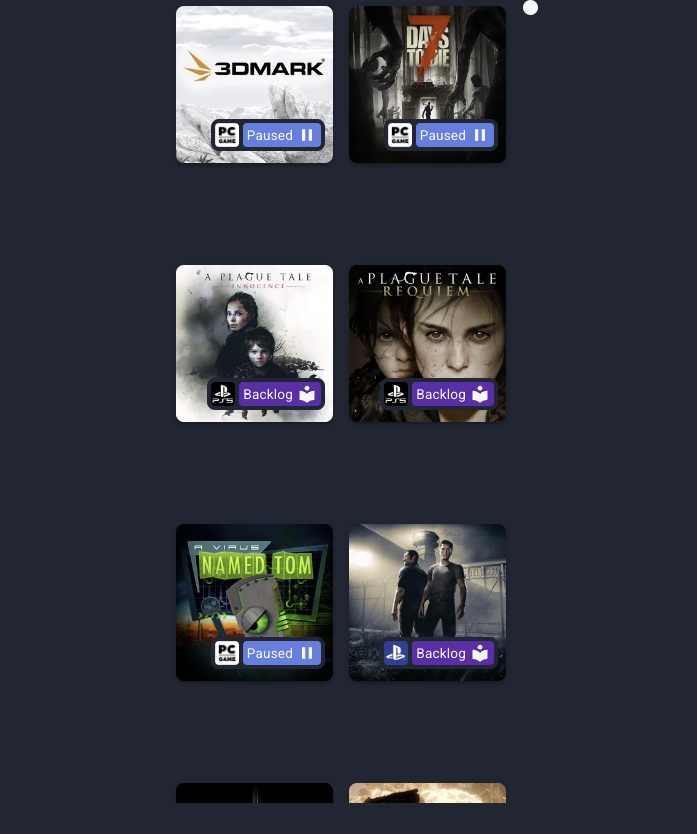 3DMARK
7
DAYS
TO DIE
PC
GAME
Paused
PC
GAME
Paused
A PLAGUE TALE
INNOCENCE
A PLAGUE TALE
REQUIEM
PS5
Backlog
PS5
Backlog
A VIRUS
NAMED TOM
PC
GAME
Paused
Backlog